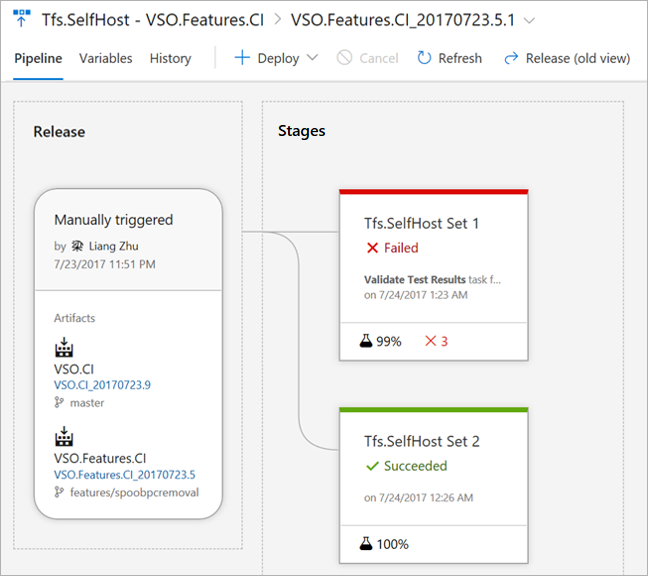 Tfs.SelfHost - VSO.Features.CI > VSO.Features.CI_20170723.5.1
Pipeline Variables History Deploy Cancel Refresh Release (old view)
Release
Manually triggered
by 梁 Liang Zhu
7/23/2017 11:51 PM
Artifacts
VSO.CI
VSO.CI_20170723.9
master
VSO.Features.CI
VSO.Features.CI_20170723.5
features/spoobpcremoval
Stages
Tfs.SelfHost Set 1
Failed
Validate Test Results task f...
on 7/24/2017 1:23 AM
99% 3
Tfs.SelfHost Set 2
Succeeded
on 7/24/2017 12:26 AM
100%